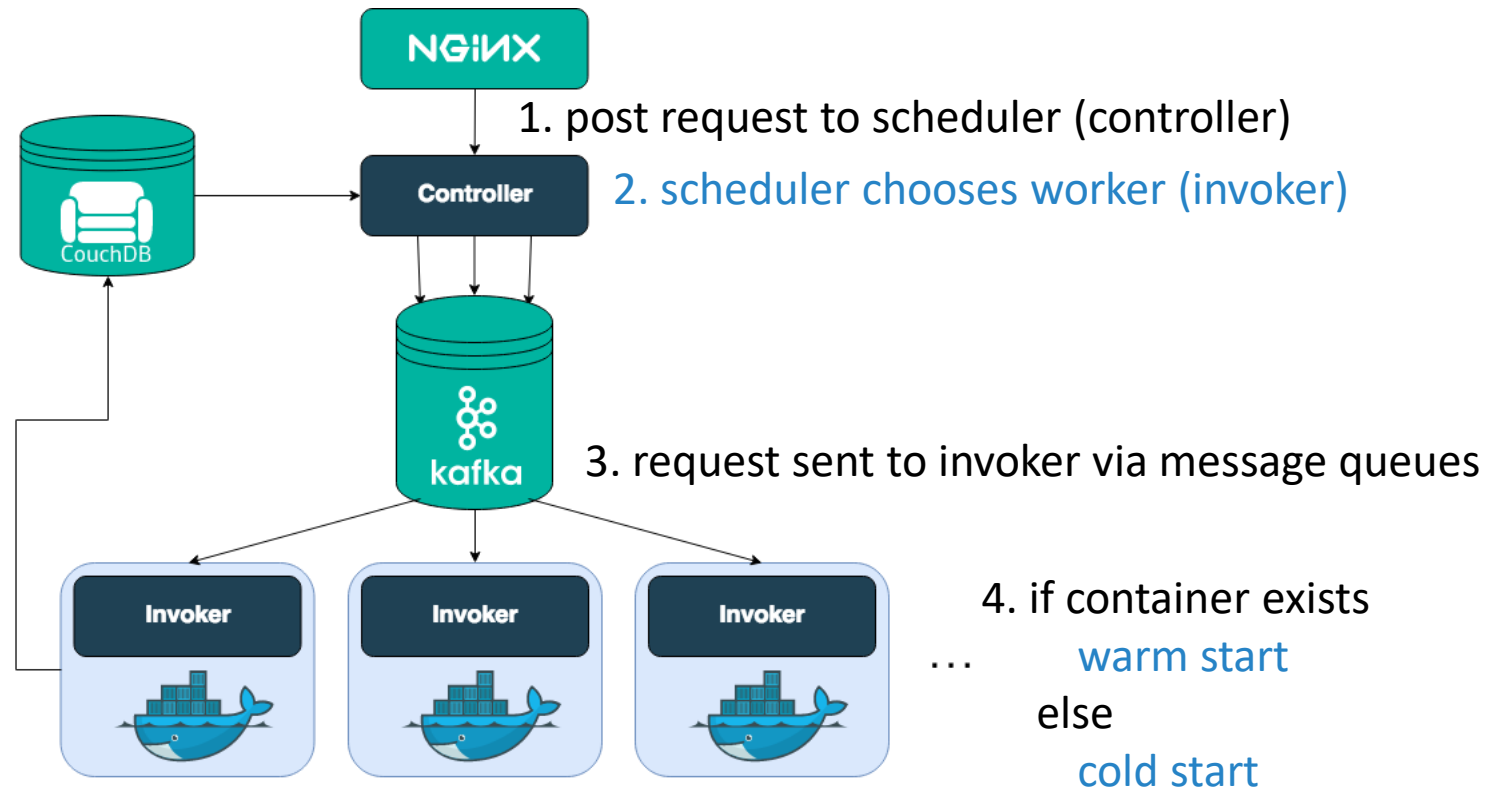 NGINX
1. post request to scheduler (controller)
Controller
2. scheduler chooses worker (invoker)
CouchDB
kafka
3. request sent to invoker via message queues
Invoker
Invoker
Invoker
...
4. if container exists
warm start
else
cold start